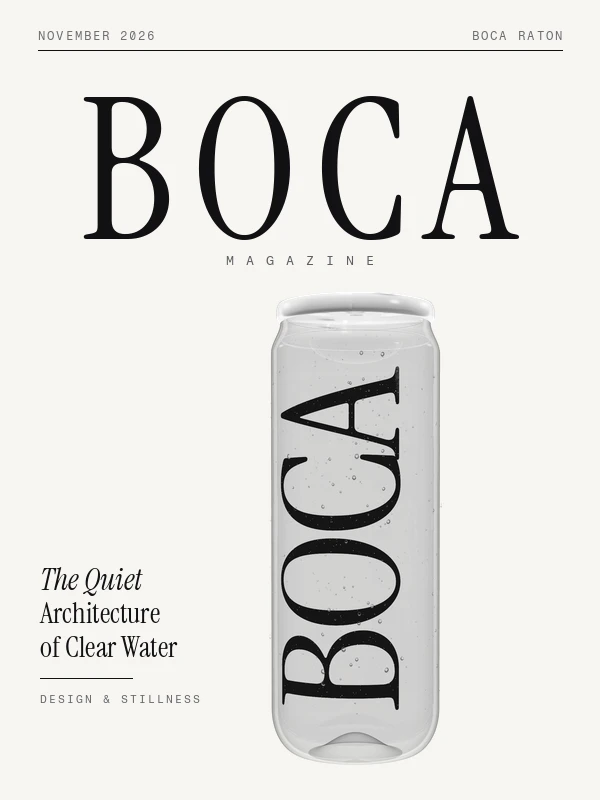 NOVEMBER 2026
BOCA RATON
BOCA
MAGAZINE
BOCA
The Quiet
Architecture
of Clear Water
DESIGN & STILLNESS